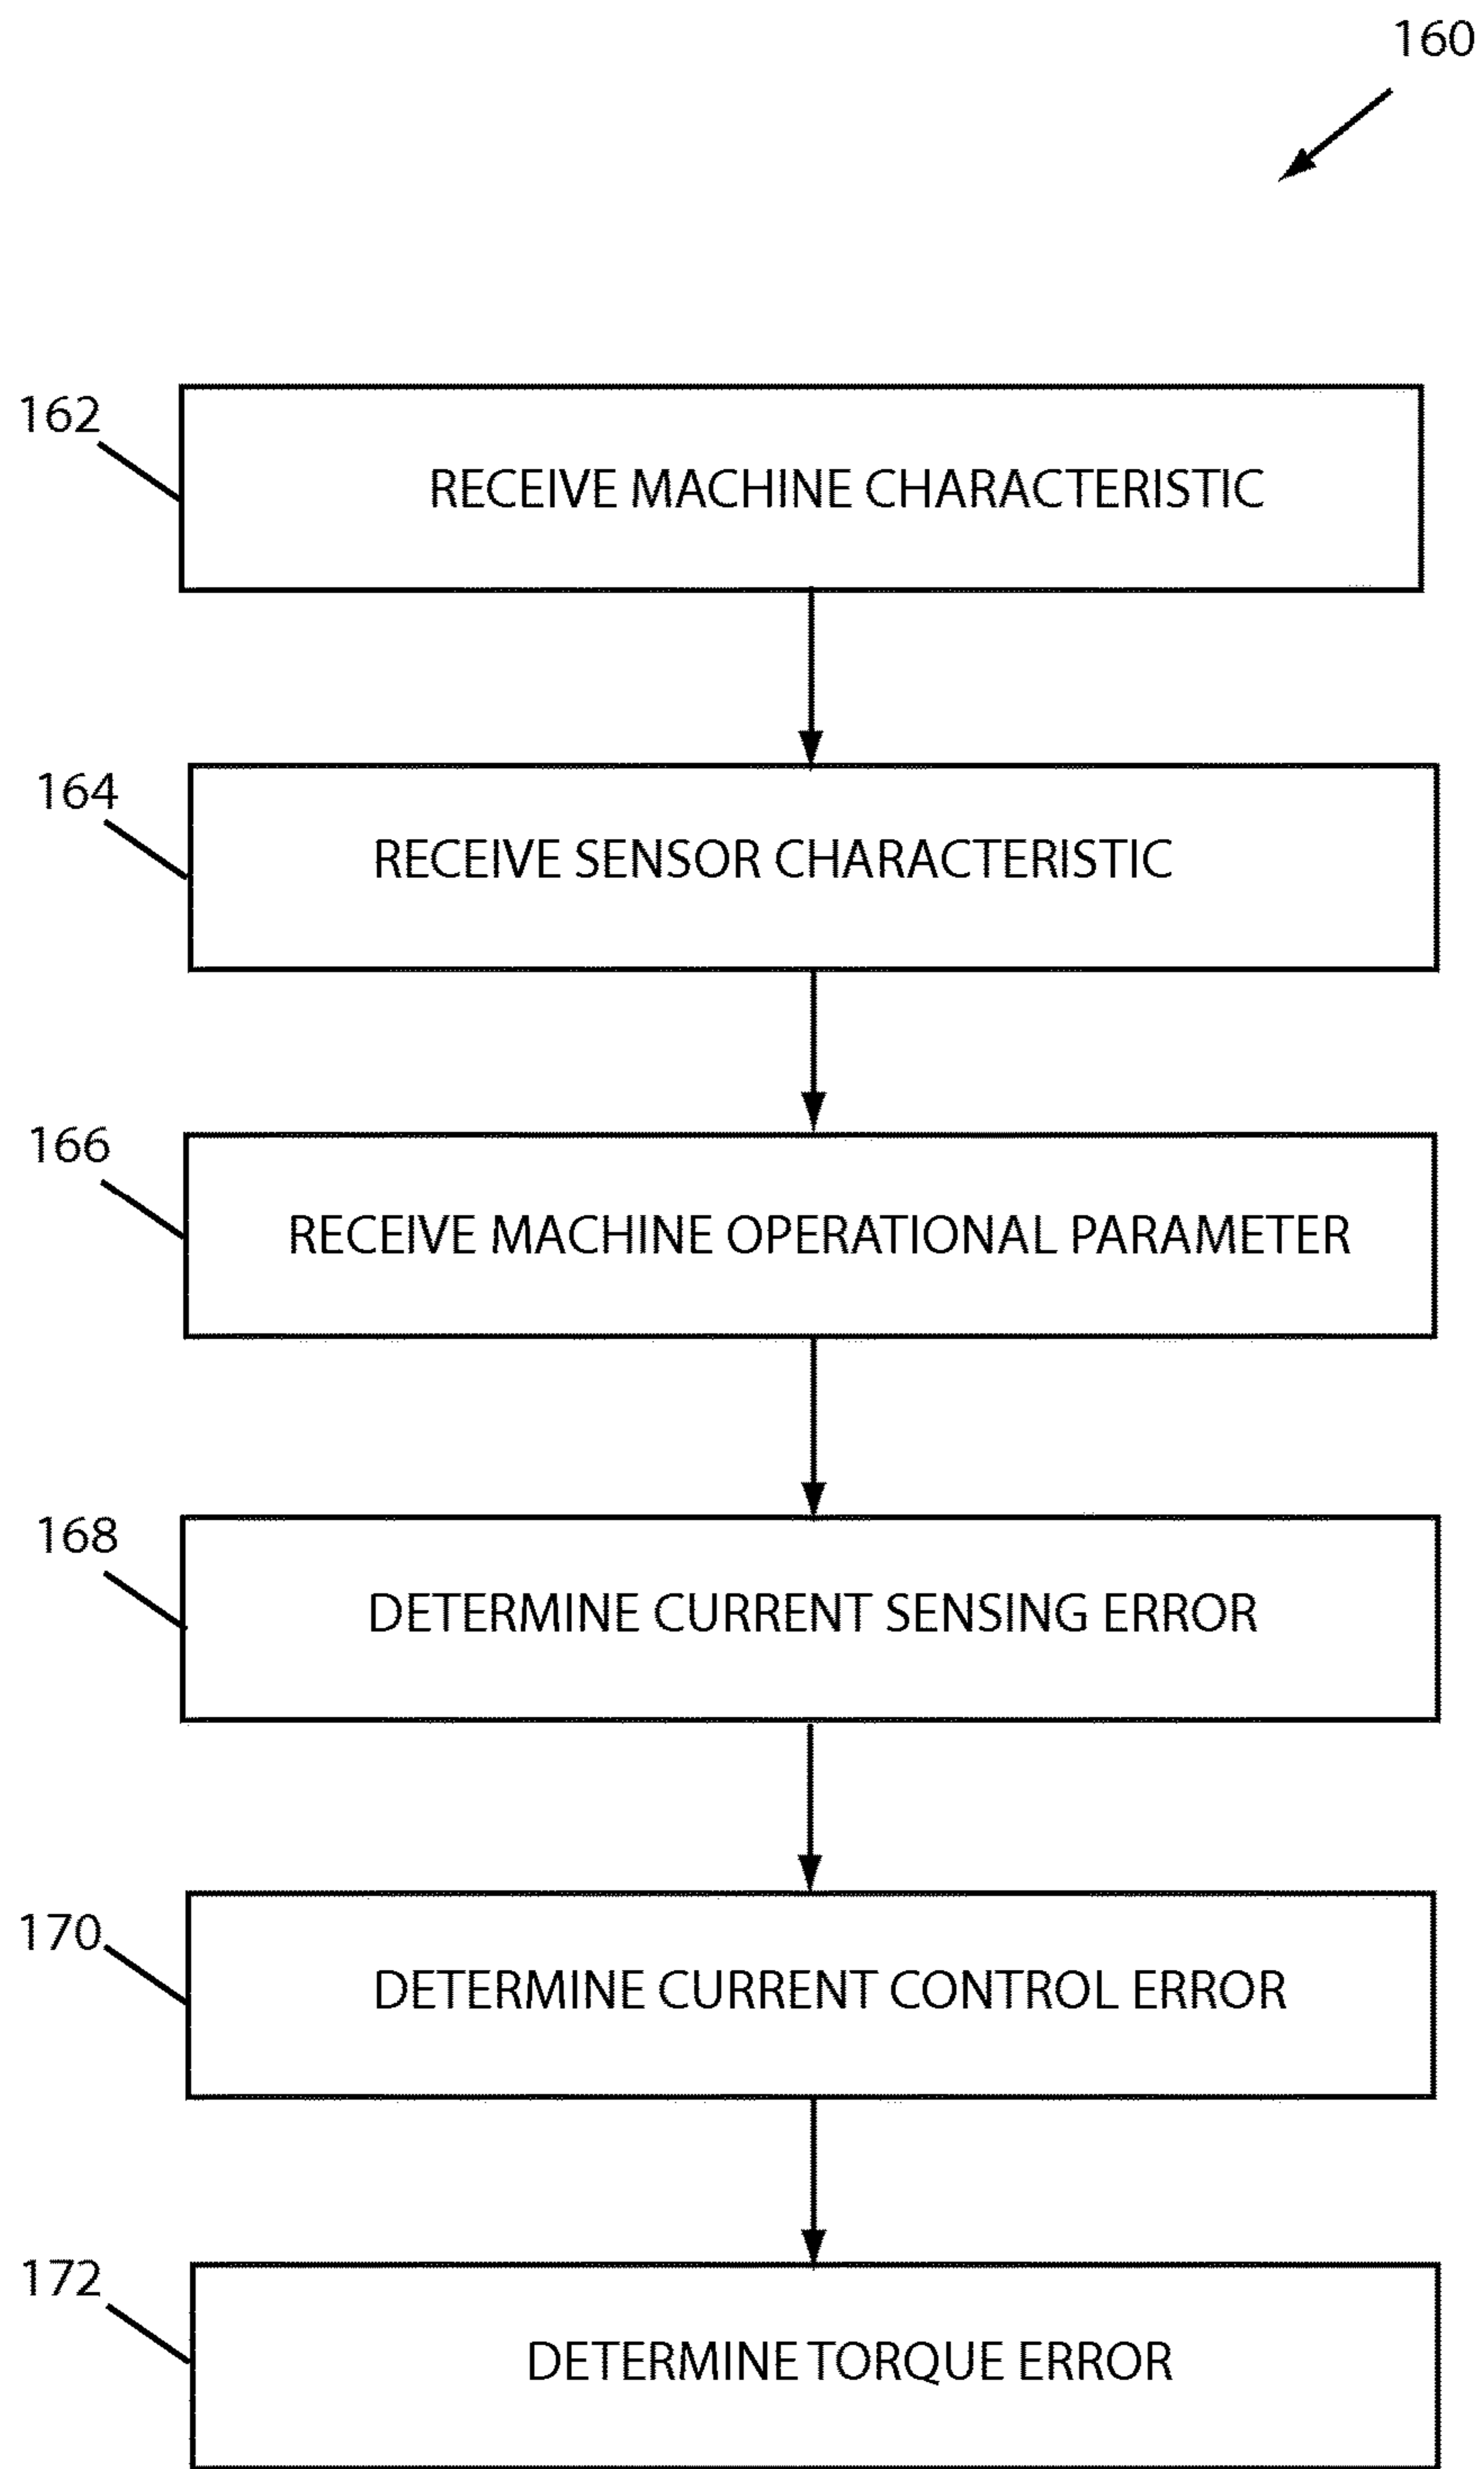 160
162
RECEIVE MACHINE CHARACTERISTIC
164
RECEIVE SENSOR CHARACTERISTIC
166
RECEIVE MACHINE OPERATIONAL PARAMETER
168
DETERMINE CURRENT SENSING ERROR
170
DETERMINE CURRENT CONTROL ERROR
172
DETERMINE TORQUE ERROR